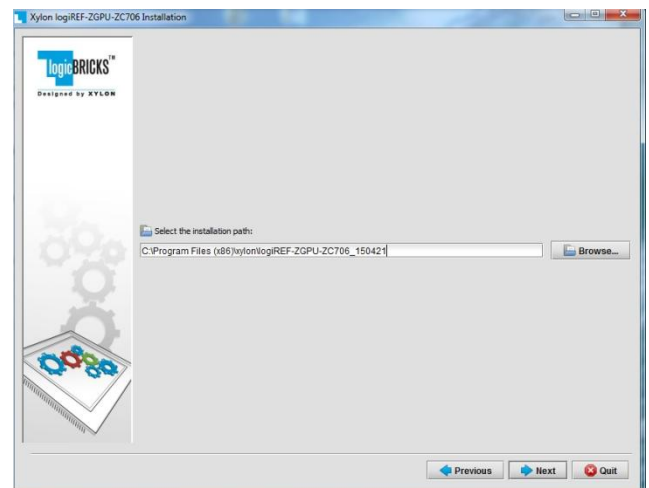 Xylon logiREF-ZGPU-ZC706 Installation
logicBRICKS™
Designed by XYLON
Select the installation path:
C:\Program Files (x86)\xylon\logiREF-ZGPU-ZC706_150421
Browse...
Previous
Next
Quit